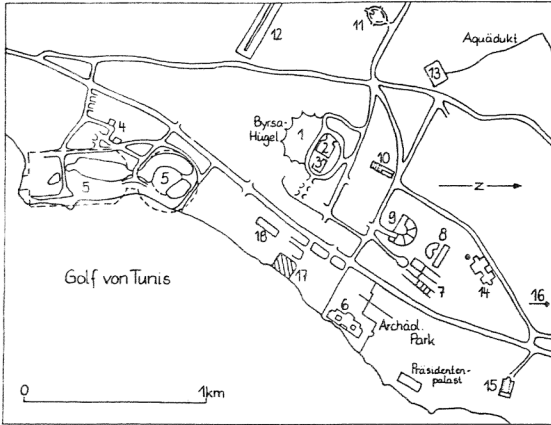 12
11
Aquädukt
13
Byrsa-
Hügel
1
2
3
4
10
5
5
Z
9
8
18
17
7
14
16
Golf von Tunis
6
Archäol.
Park
Präsidenten-
palast
15
0
1km